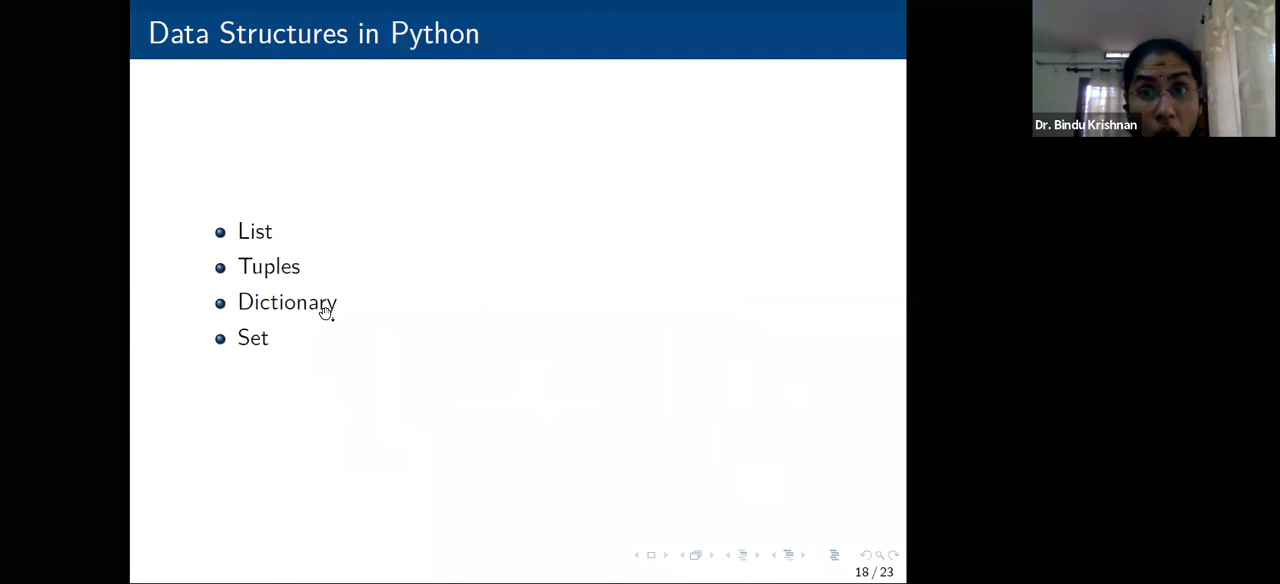 Data Structures in Python
Dr. Bindu Krishnan
List
Tuples
Dictionary
Set
18 / 23